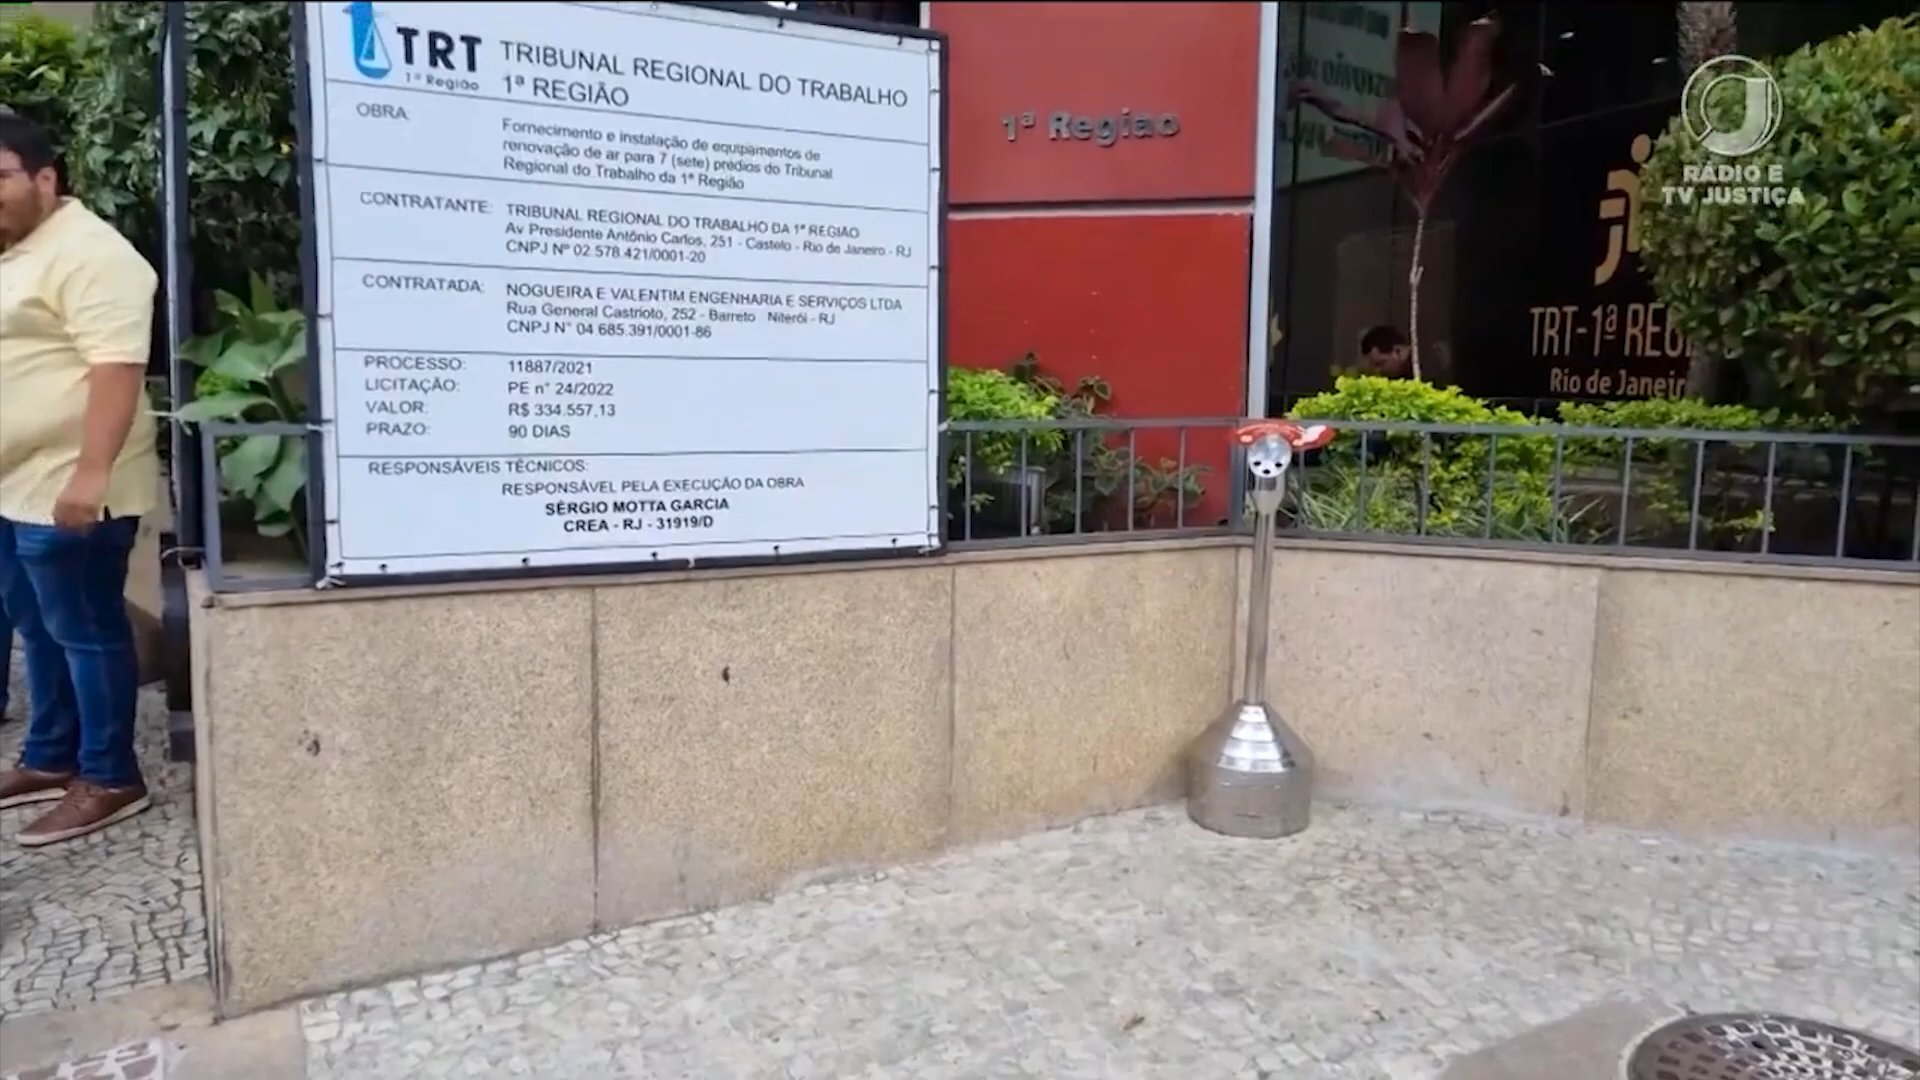 TRT
1ª Região
TRIBUNAL REGIONAL DO TRABALHO
1ª REGIÃO
OBRA:
Fornecimento e instalação de equipamentos de
renovação de ar para 7 (sete) prédios do Tribunal
Regional do Trabalho da 1ª Região
CONTRATANTE:
TRIBUNAL REGIONAL DO TRABALHO DA 1ª REGIÃO
Av Presidente Antônio Carlos, 251 - Castelo - Rio de Janeiro - RJ
CNPJ Nº 02.578.421/0001-20
CONTRATADA:
NOGUEIRA E VALENTIM ENGENHARIA E SERVIÇOS LTDA
Rua General Castrioto, 252 - Barreto Niterói - RJ
CNPJ N° 04 685.391/0001-86
PROCESSO: 11887/2021
LICITAÇÃO: PE n° 24/2022
VALOR: R$ 334.557,13
PRAZO: 90 DIAS
RESPONSÁVEIS TÉCNICOS:
RESPONSÁVEL PELA EXECUÇÃO DA OBRA
SÉRGIO MOTTA GARCIA
CREA - RJ - 31919/D
1ª Região
RÁDIO E
TV JUSTIÇA
TRT-1ª REGI
Rio de Janeir